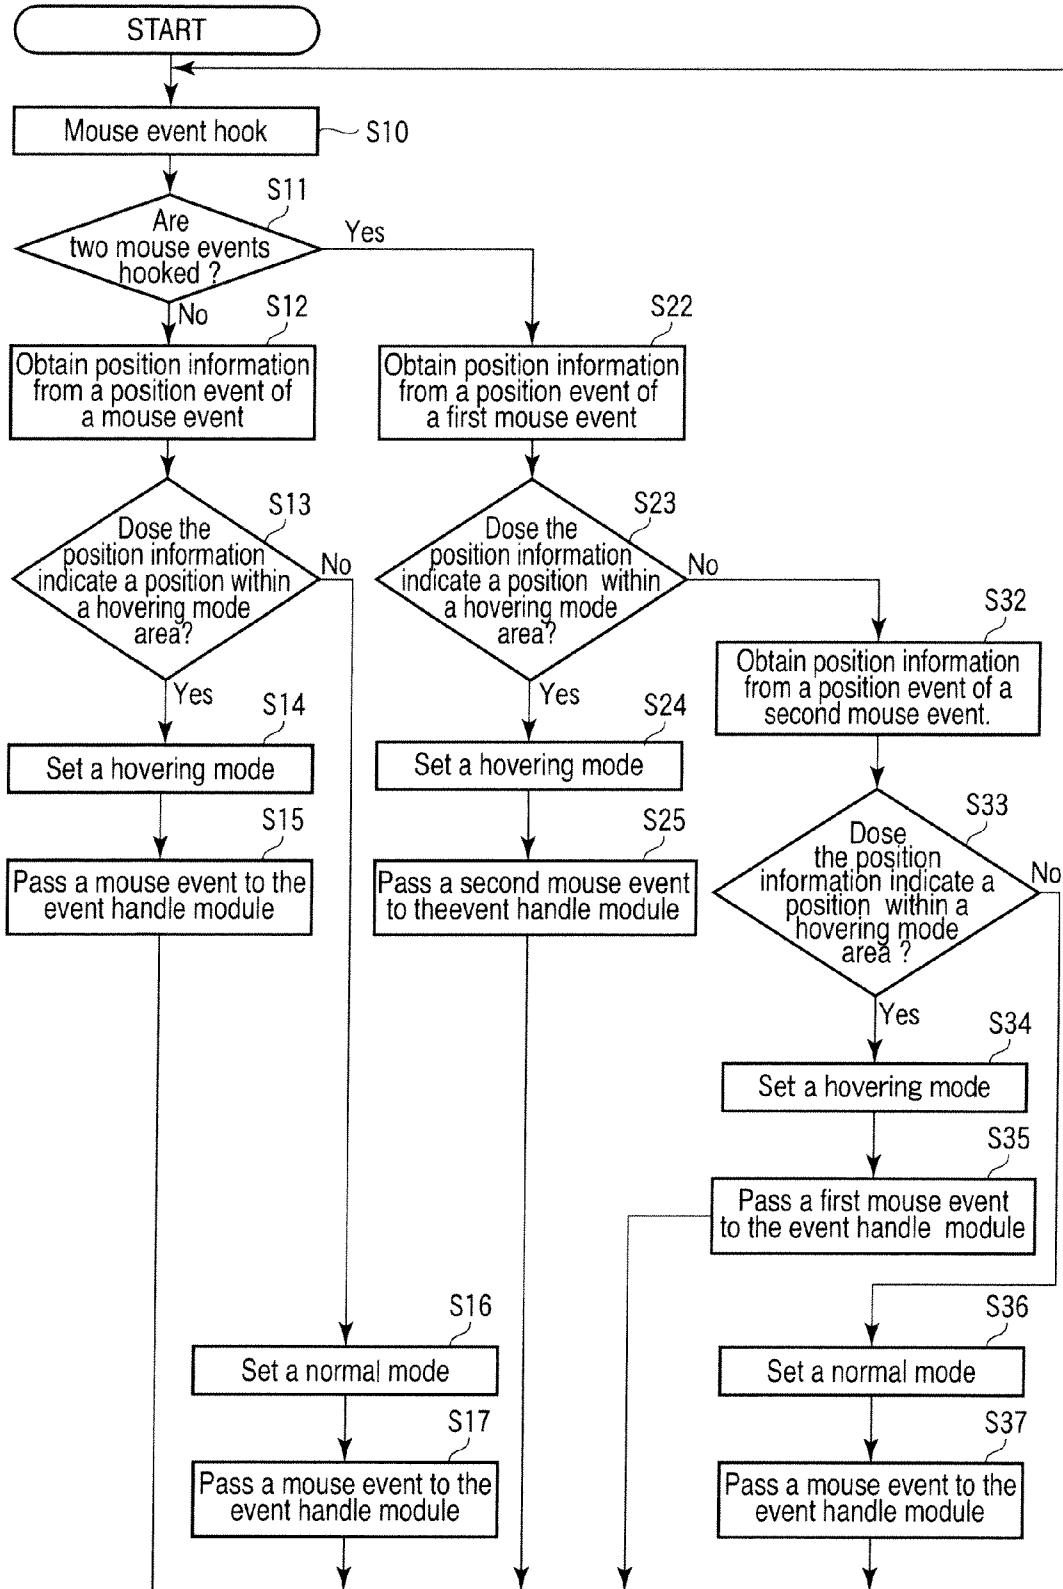 START
Mouse event hook
S10
S11
Are
two mouse events
hooked ?
Yes
No
S12
Obtain position information
from a position event of
a mouse event
S22
Obtain position information
from a position event of
a first mouse event
S13
Dose the
position information
indicate a position within
a hovering mode
area?
No
Yes
S23
Dose the
position information
indicate a position within
a hovering mode
area?
No
Yes
S32
Obtain position information
from a position event of a
second mouse event.
S14
Set a hovering mode
S24
Set a hovering mode
S15
Pass a mouse event to the
event handle module
S25
Pass a second mouse event
to theevent handle module
S33
Dose
the position
information indicate a
position within a
hovering mode
area ?
No
Yes
S34
Set a hovering mode
S35
Pass a first mouse event
to the event handle module
S16
Set a normal mode
S36
Set a normal mode
S17
Pass a mouse event to the
event handle module
S37
Pass a mouse event to the
event handle module